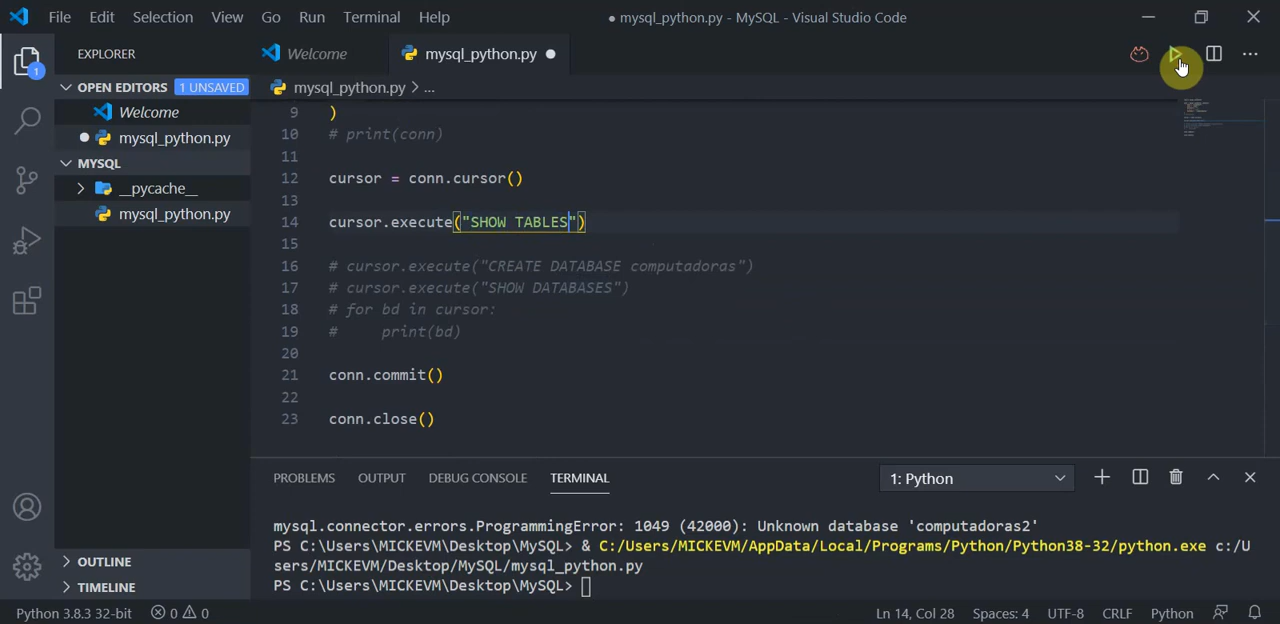 File Edit Selection View Go Run Terminal Help ● mysql_python.py - MySQL - Visual Studio Code
EXPLORER
Welcome
mysql_python.py ●
OPEN EDITORS 1 UNSAVED
1
mysql_python.py > ...
Welcome
mysql_python.py
MYSQL
__pycache__
mysql_python.py
9 )
10 # print(conn)
11
12 cursor = conn.cursor()
13
14 cursor.execute("SHOW TABLES")
15
16 # cursor.execute("CREATE DATABASE computadoras")
17 # cursor.execute("SHOW DATABASES")
18 # for bd in cursor:
19 #     print(bd)
20
21 conn.commit()
22
23 conn.close()
PROBLEMS OUTPUT DEBUG CONSOLE TERMINAL 1: Python
mysql.connector.errors.ProgrammingError: 1049 (42000): Unknown database 'computadoras2'
PS C:\Users\MICKEVM\Desktop\MySQL> & C:/Users/MICKEVM/AppData/Local/Programs/Python/Python38-32/python.exe c:/U
sers/MICKEVM/Desktop/MySQL/mysql_python.py
PS C:\Users\MICKEVM\Desktop\MySQL>
OUTLINE
TIMELINE
Python 3.8.3 32-bit 0 0 Ln 14, Col 28 Spaces: 4 UTF-8 CRLF Python